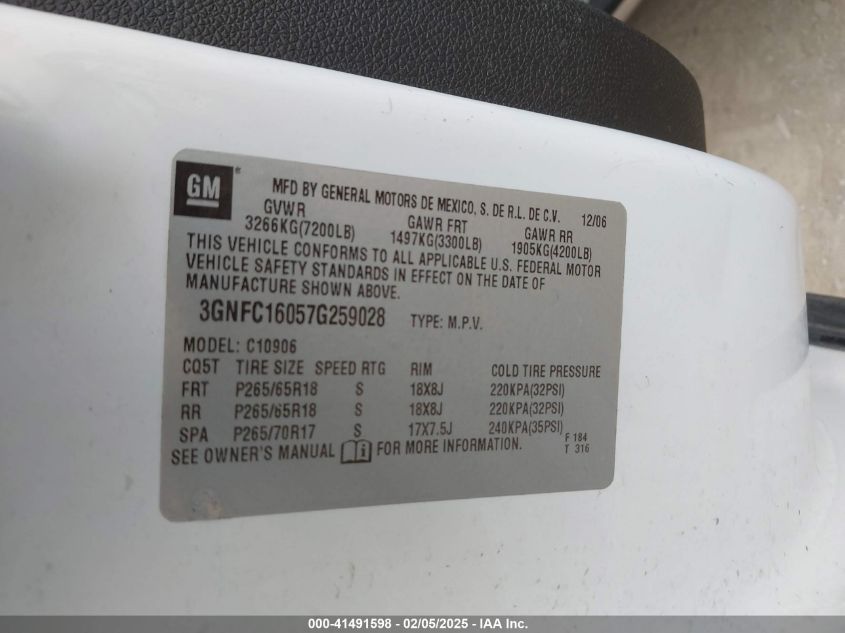 GM ®
MFD BY GENERAL MOTORS DE MEXICO, S. DE R.L. DE C.V. 12/06
GVWR GAWR FRT GAWR RR
3266KG(7200LB) 1497KG(3300LB) 1905KG(4200LB)
THIS VEHICLE CONFORMS TO ALL APPLICABLE U.S. FEDERAL MOTOR
VEHICLE SAFETY STANDARDS IN EFFECT ON THE DATE OF
MANUFACTURE SHOWN ABOVE.
3GNFC16057G259028 TYPE: M.P.V.
MODEL: C10906
CQ5T TIRE SIZE SPEED RTG RIM COLD TIRE PRESSURE
FRT P265/65R18 S 18X8J 220KPA(32PSI)
RR P265/65R18 S 18X8J 220KPA(32PSI)
SPA P265/70R17 S 17X7.5J 240KPA(35PSI) F 184
SEE OWNER'S MANUAL FOR MORE INFORMATION. T 316
000-41491598 - 02/05/2025 - IAA Inc.